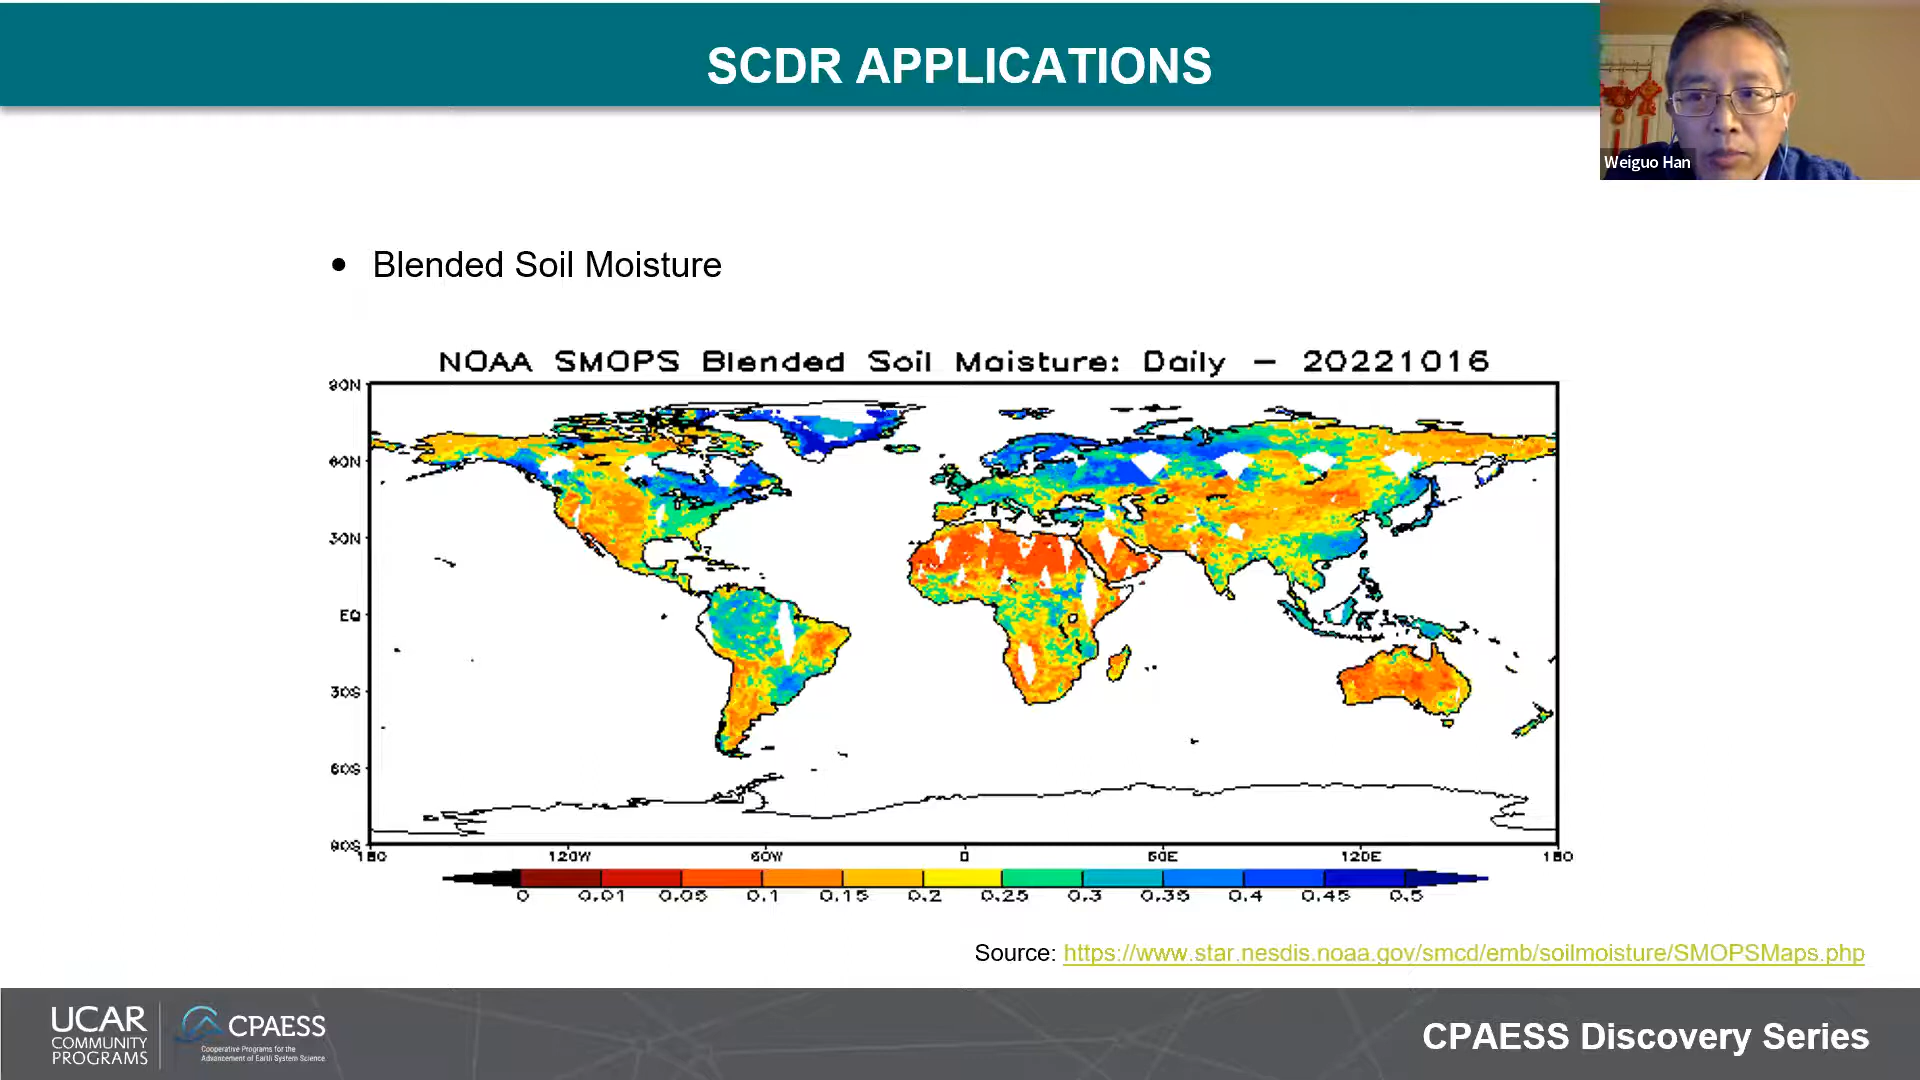 SCDR APPLICATIONS
Weiguo Han
• Blended Soil Moisture
NOAA SMOPS Blended Soil Moisture: Daily – 20221016
90N
60N
30N
EQ
30S
60S
90S
180 120W 60W 0 60E 120E 180
0 0.01 0.05 0.1 0.15 0.2 0.25 0.3 0.35 0.4 0.45 0.5
Source: https://www.star.nesdis.noaa.gov/smcd/emb/soilmoisture/SMOPSMaps.php
UCAR
COMMUNITY
PROGRAMS
CPAESS
Cooperative Programs for the
Advancement of Earth System Science
CPAESS Discovery Series